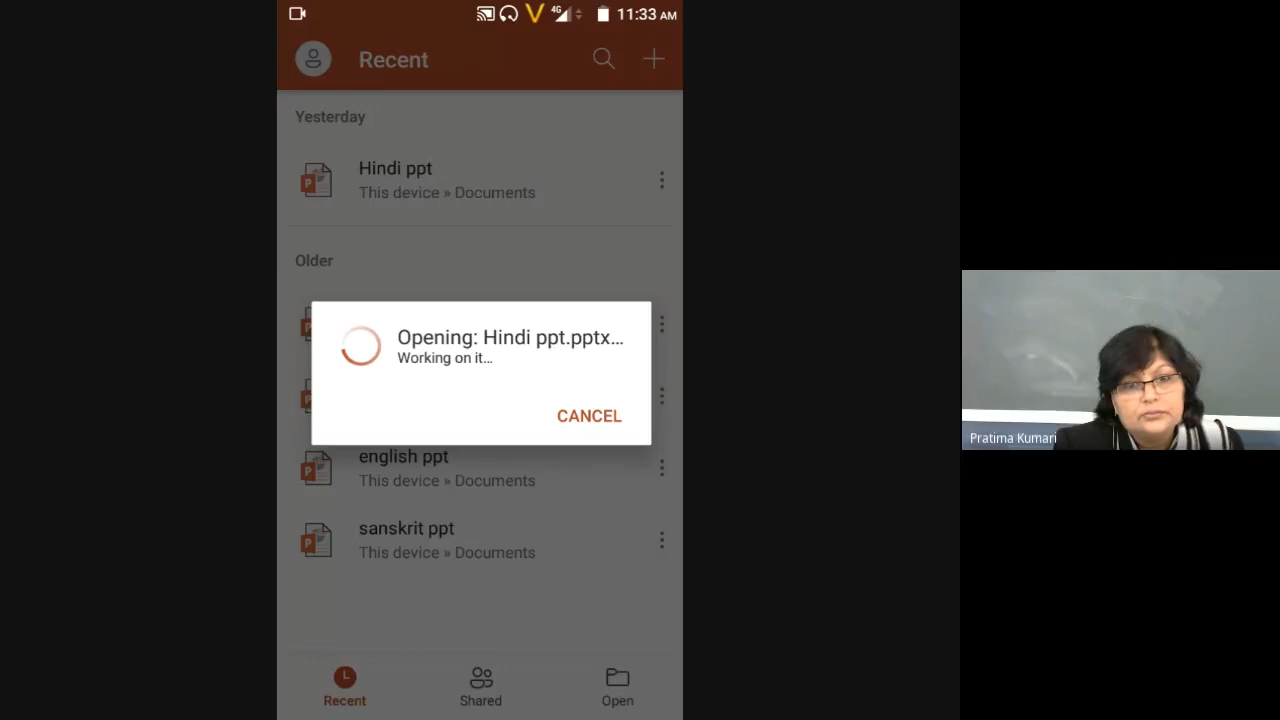 4G 11:33 AM
Recent
Yesterday
Hindi ppt
This device » Documents
Older
Opening: Hindi ppt.pptx...
Working on it...
CANCEL
english ppt
This device » Documents
sanskrit ppt
This device » Documents
Recent Shared Open
Pratima Kumari